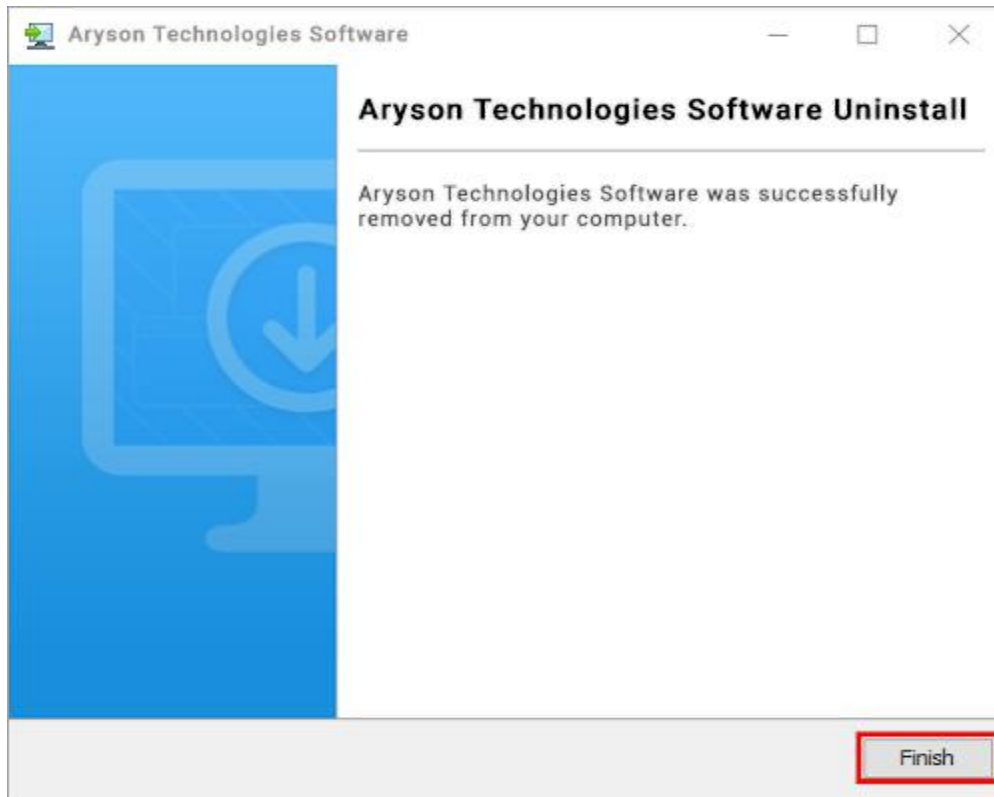 Aryson Technologies Software
Aryson Technologies Software Uninstall
Aryson Technologies Software was successfully
removed from your computer.
Finish